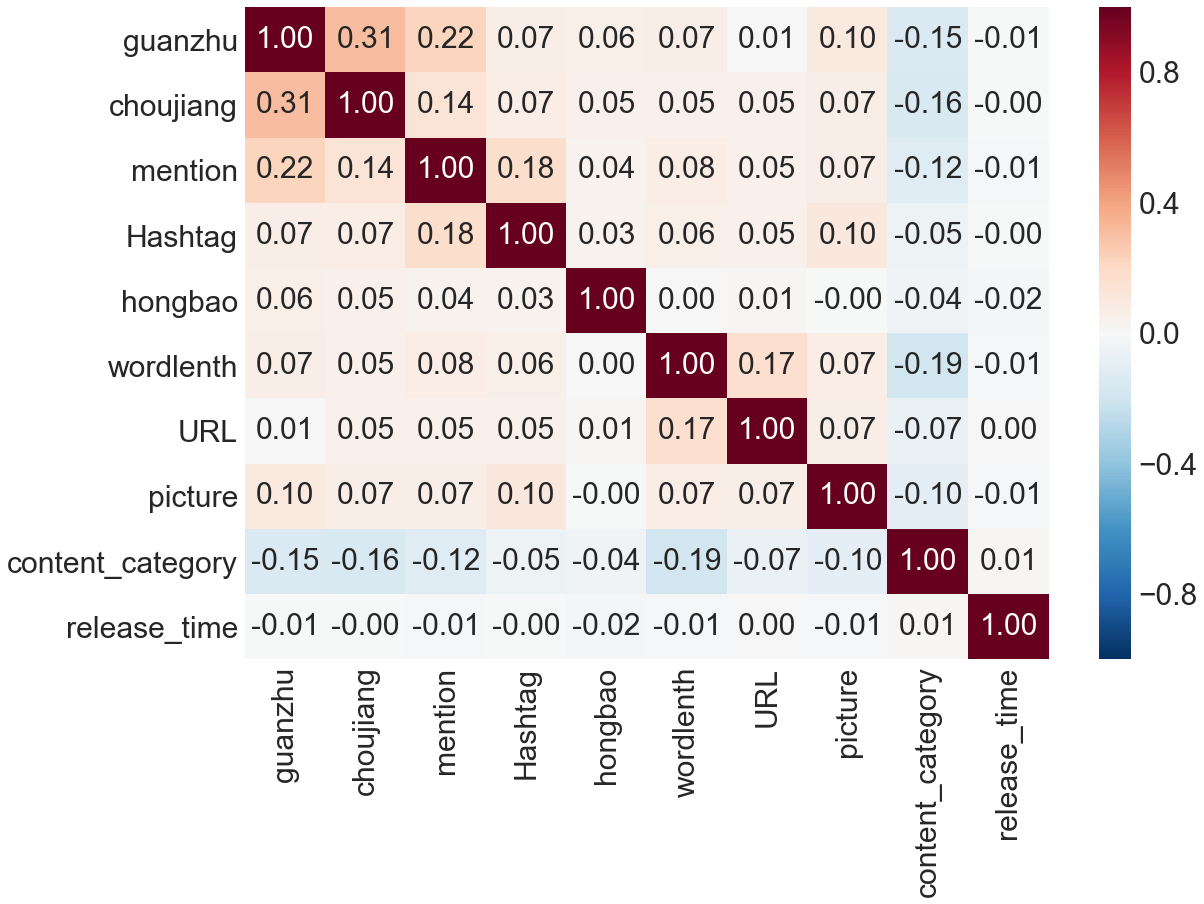 guanzhu 1.00 0.31 0.22 0.07 0.06 0.07 0.01 0.10 -0.15 -0.01
choujiang 0.31 1.00 0.14 0.07 0.05 0.05 0.05 0.07 -0.16 -0.00
mention 0.22 0.14 1.00 0.18 0.04 0.08 0.05 0.07 -0.12 -0.01
Hashtag 0.07 0.07 0.18 1.00 0.03 0.06 0.05 0.10 -0.05 -0.00
hongbao 0.06 0.05 0.04 0.03 1.00 0.00 0.01 -0.00 -0.04 -0.02
wordlenth 0.07 0.05 0.08 0.06 0.00 1.00 0.17 0.07 -0.19 -0.01
URL 0.01 0.05 0.05 0.05 0.01 0.17 1.00 0.07 -0.07 0.00
picture 0.10 0.07 0.07 0.10 -0.00 0.07 0.07 1.00 -0.10 -0.01
content_category -0.15 -0.16 -0.12 -0.05 -0.04 -0.19 -0.07 -0.10 1.00 0.01
release_time -0.01 -0.00 -0.01 -0.00 -0.02 -0.01 0.00 -0.01 0.01 1.00
guanzhu choujiang mention Hashtag hongbao wordlenth URL picture content_category release_time
0.8
0.4
0.0
−0.4
−0.8